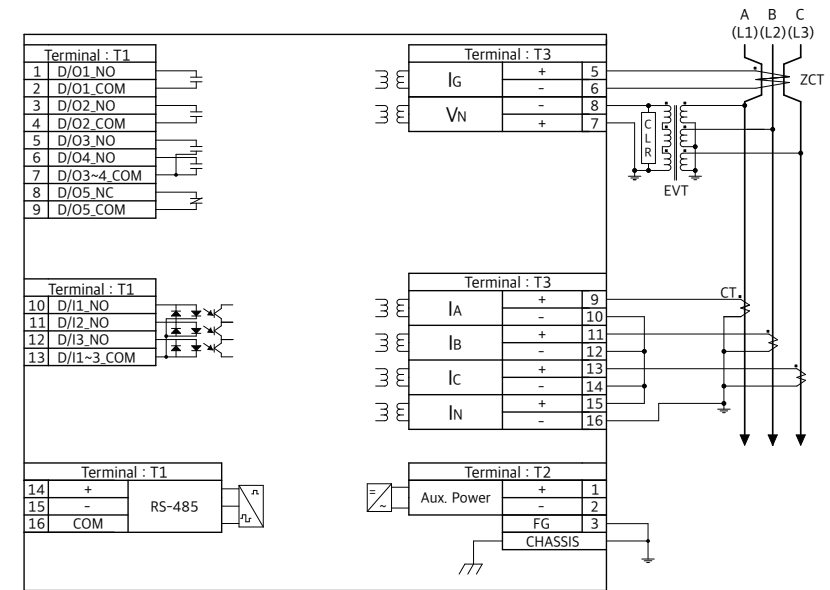 A B C
(L1) (L2) (L3)
Terminal : T1
1 D/O1_NO
2 D/O1_COM
3 D/O2_NO
4 D/O2_COM
5 D/O3_NO
6 D/O4_NO
7 D/O3~4_COM
8 D/O5_NC
9 D/O5_COM
Terminal : T3
IG + 5
- 6
VN - 8
+ 7
ZCT
CLR
EVT
Terminal : T1
10 D/I1_NO
11 D/I2_NO
12 D/I3_NO
13 D/I1~3_COM
Terminal : T3
IA + 9
- 10
IB + 11
- 12
IC + 13
- 14
IN + 15
- 16
CT
Terminal : T1
14 +
15 - RS-485
16 COM
Terminal : T2
Aux. Power + 1
- 2
FG 3
CHASSIS